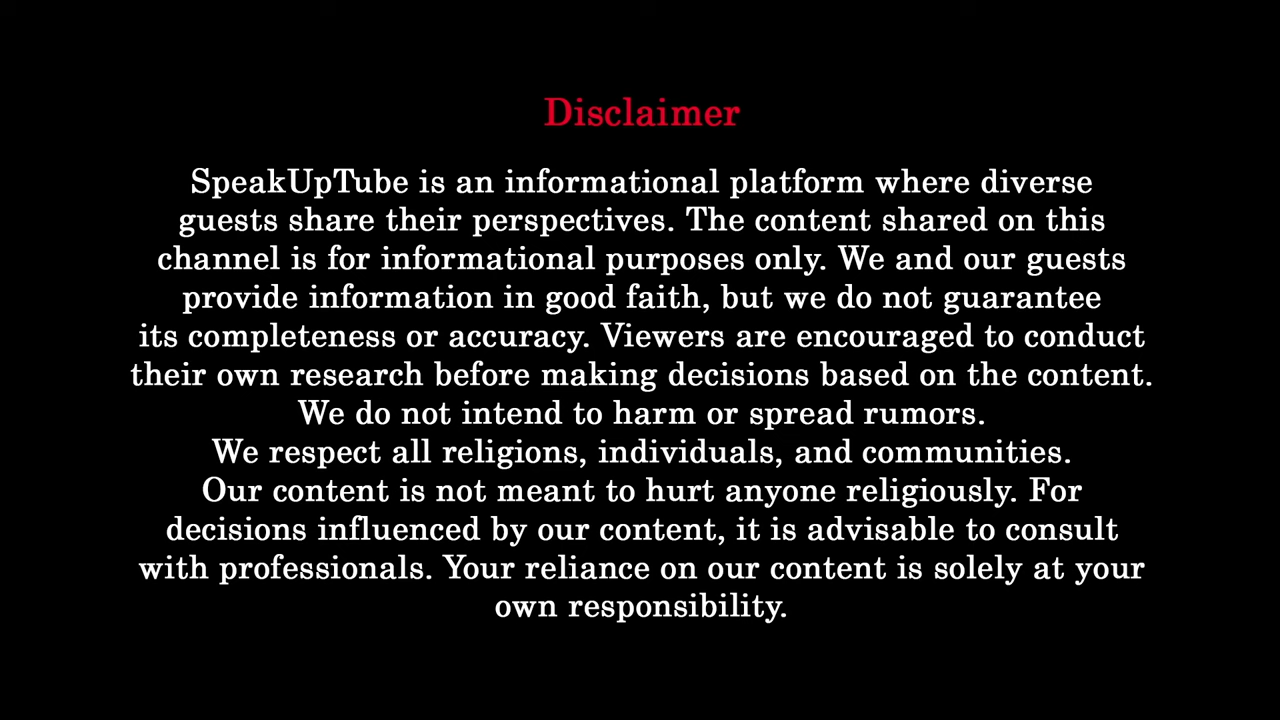 Disclaimer
SpeakUpTube is an informational platform where diverse
guests share their perspectives. The content shared on this
channel is for informational purposes only. We and our guests
provide information in good faith, but we do not guarantee
its completeness or accuracy. Viewers are encouraged to conduct
their own research before making decisions based on the content.
We do not intend to harm or spread rumors.
We respect all religions, individuals, and communities.
Our content is not meant to hurt anyone religiously. For
decisions influenced by our content, it is advisable to consult
with professionals. Your reliance on our content is solely at your
own responsibility.